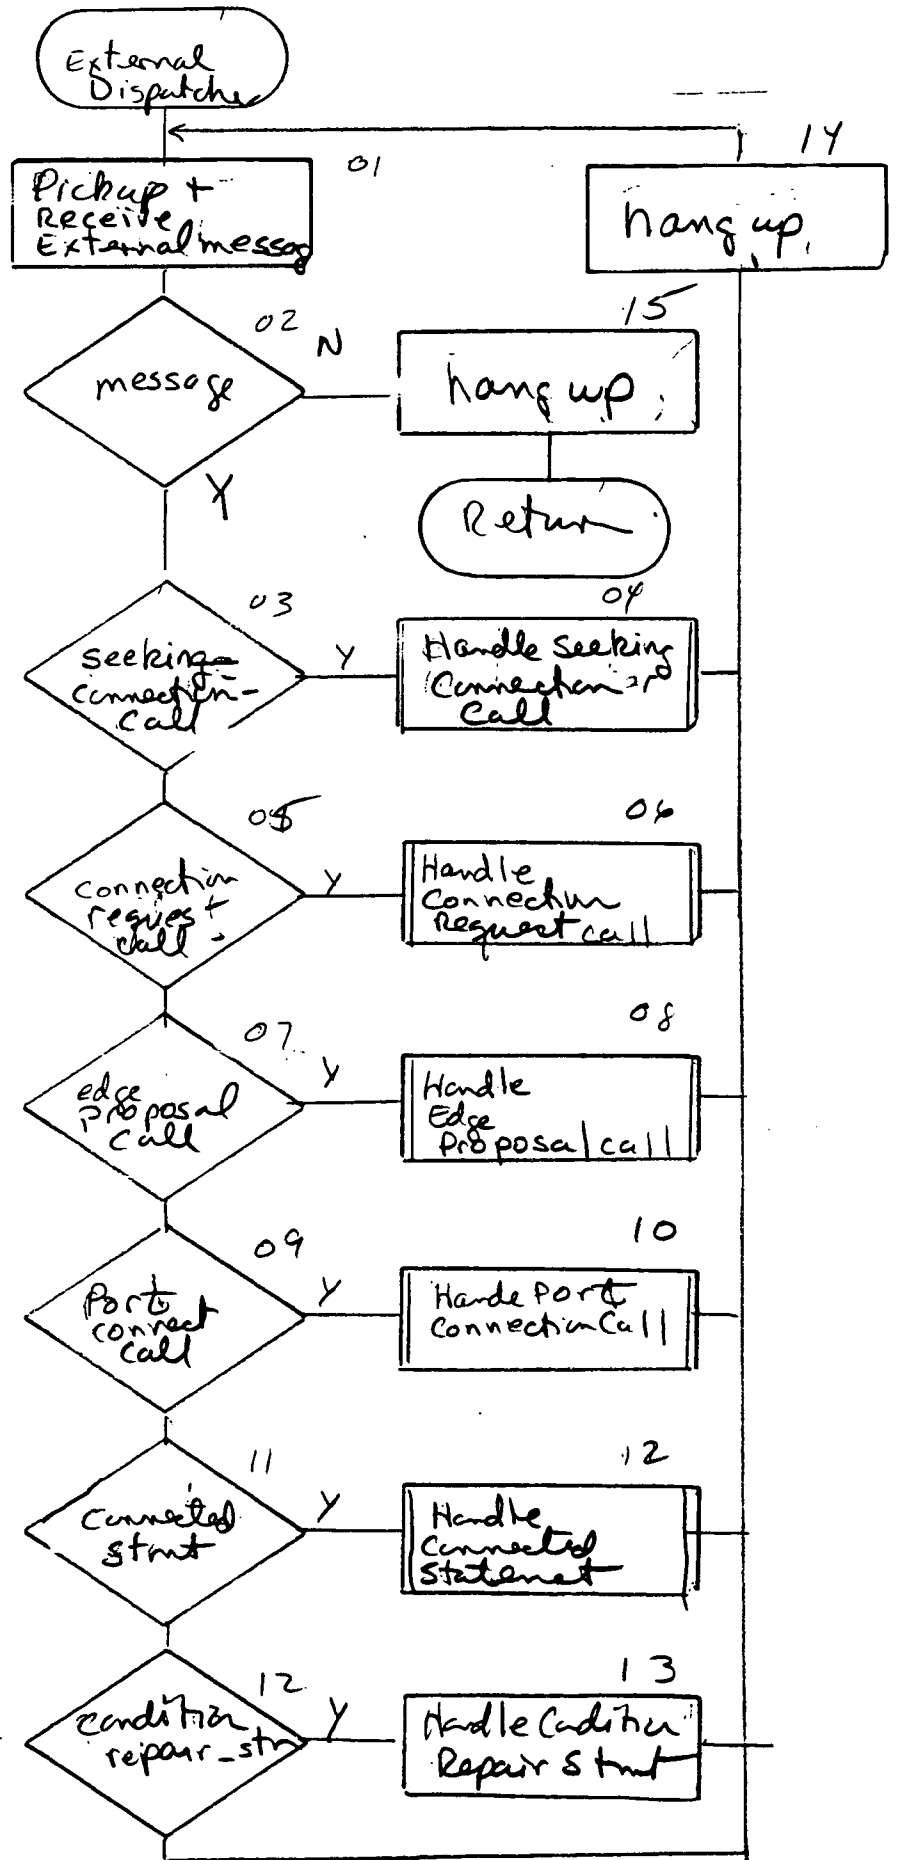 External
Dispatcher
14
01
Pickup +
Receive
External message
hang up
02
N
message
15
hang up
Y
Return
03
seeking-
connection-
call
Y
04
Handle seeking
Connection
Call
05
connection
request
call
Y
06
Handle
Connection
Request call
07
edge
Proposal
Call
Y
08
Handle
Edge
Proposal call
09
Port
connect
call
Y
10
Hande Port
Connection Call
11
Connected
stmt
Y
12
Handle
Connected
Statemet
12
condition
repair_stm
Y
13
Handle Condition
Repair Stmt